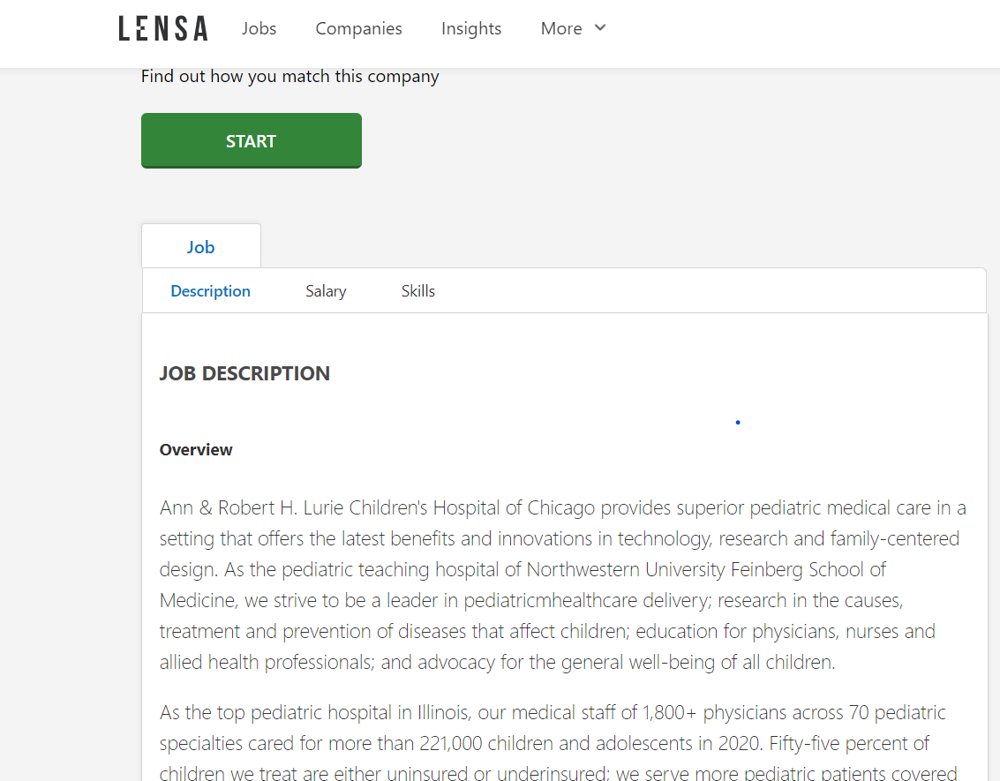 LENSA Jobs Companies Insights More
Find out how you match this company
START
Job
Description Salary Skills
JOB DESCRIPTION
Overview
Ann & Robert H. Lurie Children's Hospital of Chicago provides superior pediatric medical care in a
setting that offers the latest benefits and innovations in technology, research and family-centered
design. As the pediatric teaching hospital of Northwestern University Feinberg School of
Medicine, we strive to be a leader in pediatricmhealthcare delivery; research in the causes,
treatment and prevention of diseases that affect children; education for physicians, nurses and
allied health professionals; and advocacy for the general well-being of all children.
As the top pediatric hospital in Illinois, our medical staff of 1,800+ physicians across 70 pediatric
specialties cared for more than 221,000 children and adolescents in 2020. Fifty-five percent of
children we treat are either uninsured or underinsured; we serve more pediatric patients covered